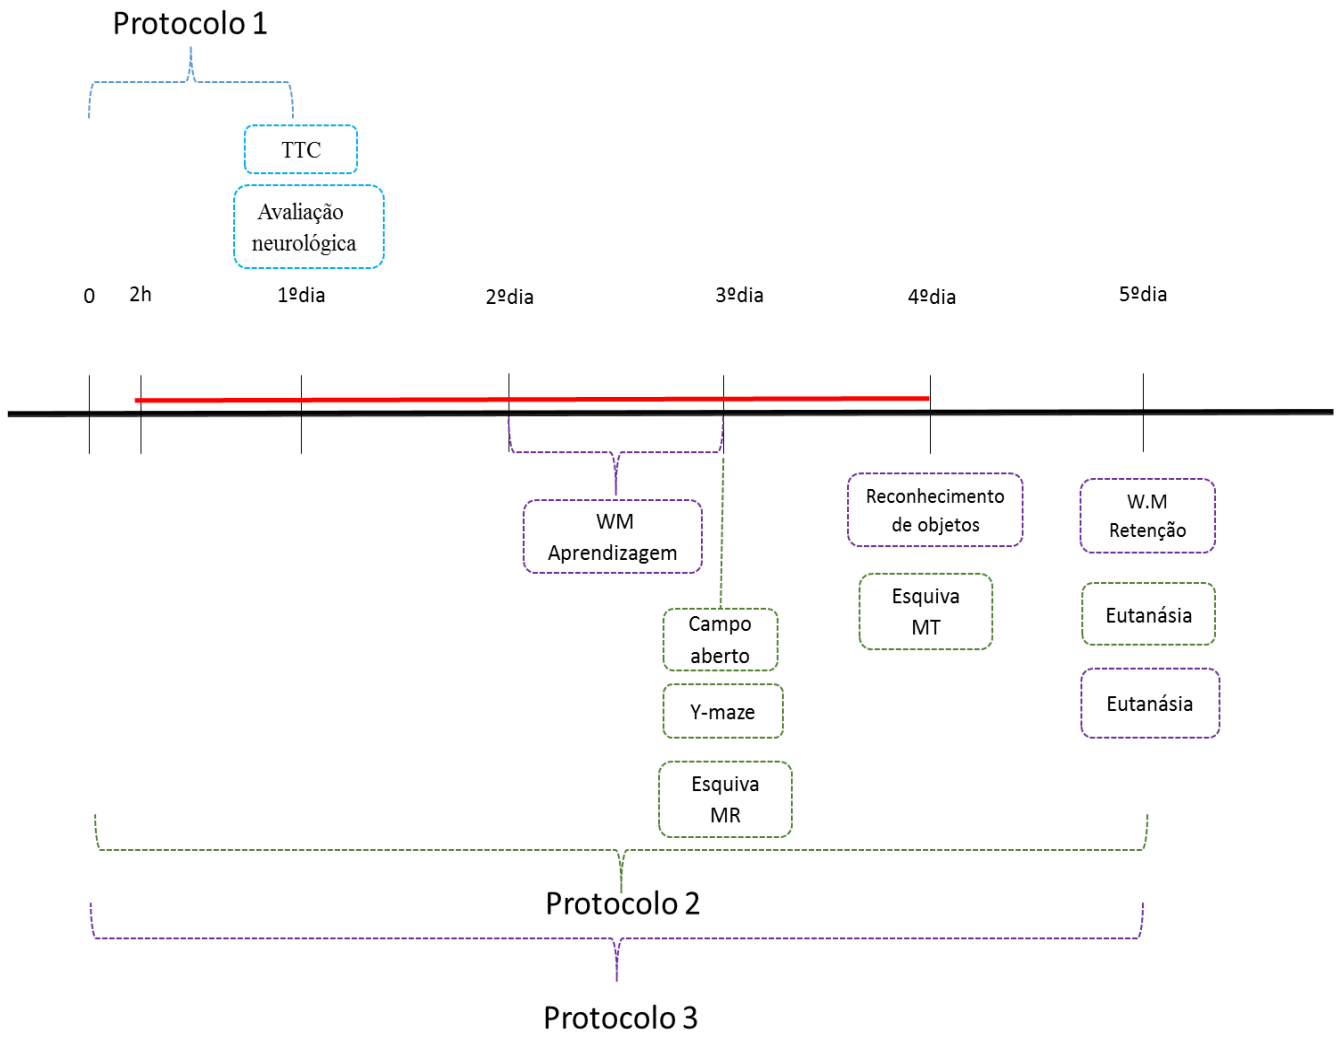 Protocolo 1
TTC
Avaliação
neurológica
0
2h
1ºdia
2ºdia
3ºdia
4ºdia
5ºdia
WM
Aprendizagem
Reconhecimento
de objetos
W.M
Retenção
Esquiva
MT
Eutanásia
Campo
aberto
Eutanásia
Y-maze
Esquiva
MR
Protocolo 2
Protocolo 3